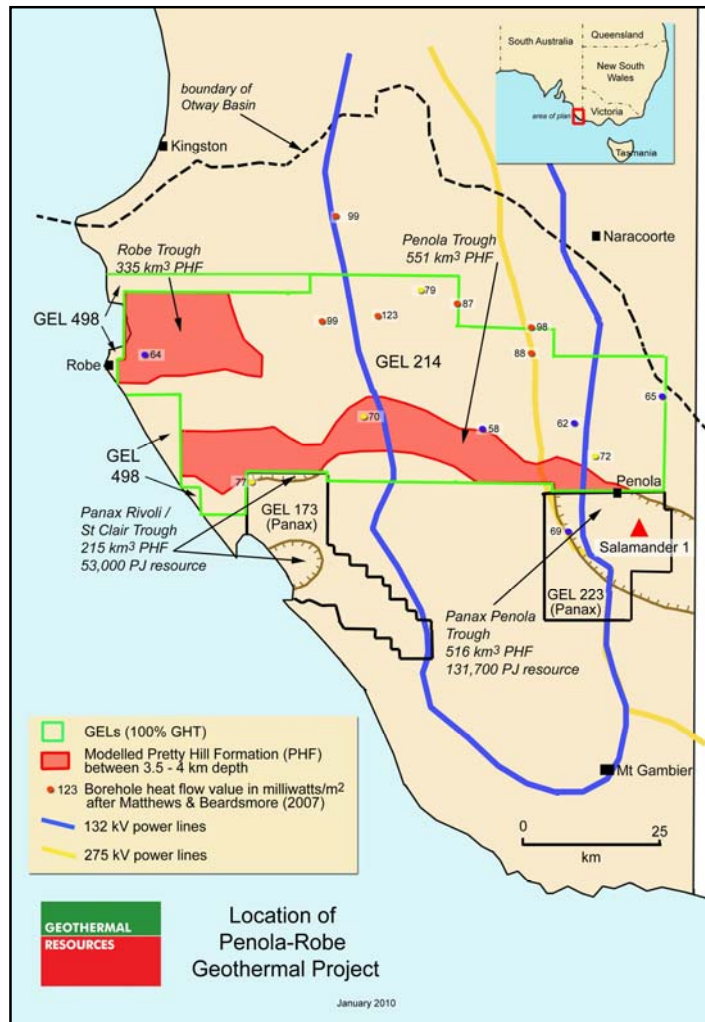 South Australia
Queensland
New South
Wales
Victoria
area of plan
Tasmania
boundary of
Otway Basin
Kingston
Naracoorte
99
Robe Trough
335 km³ PHF
Penola Trough
551 km³ PHF
79
87
GEL 498
99
123
98
88
64
GEL 214
Robe
65
70
58
62
72
GEL
498
77
Penola
Panax Rivoli /
St Clair Trough
215 km³ PHF
53,000 PJ resource
GEL 173
(Panax)
69
Salamander 1
GEL 223
(Panax)
Panax Penola
Trough
516 km³ PHF
131,700 PJ resource
GELs (100% GHT)
Modelled Pretty Hill Formation (PHF)
between 3.5 - 4 km depth
123 Borehole heat flow value in milliwatts/m²
after Matthews & Beardsmore (2007)
132 kV power lines
275 kV power lines
Mt Gambier
0 25
km
GEOTHERMAL
RESOURCES
Location of
Penola-Robe
Geothermal Project
January 2010